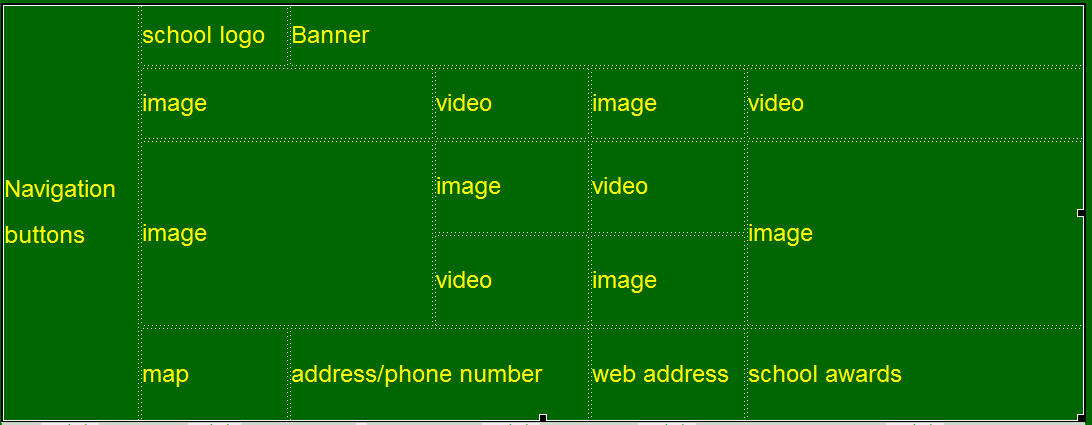 school logo
Banner
image
video
image
video
Navigation
buttons
image
image
video
image
video
image
map
address/phone number
web address
school awards